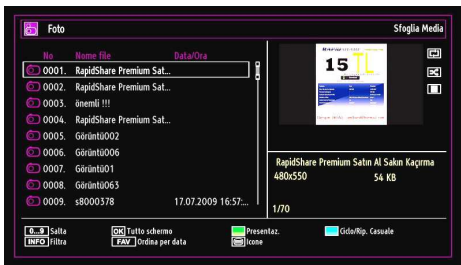 Foto
Sfoglia Media
No Nome file Data/Ora
0001. RapidShare Premium Sat...
0002. RapidShare Premium Sat...
0003. önemli !!!
0004. RapidShare Premium Sat...
0005. Görüntü002
0006. Görüntü006
0007. Görüntü01
0008. Görüntü063
0009. s8000378 17.07.2009 16:57:...
15 TL
RapidShare Premium Satın Al Sakın Kaçırma
480x550 54 KB
1/70
0...9 Salta OK Tutto schermo Presentaz. Ciclo/Rip. Casuale
INFO Filtra FAV Ordina per data Icone